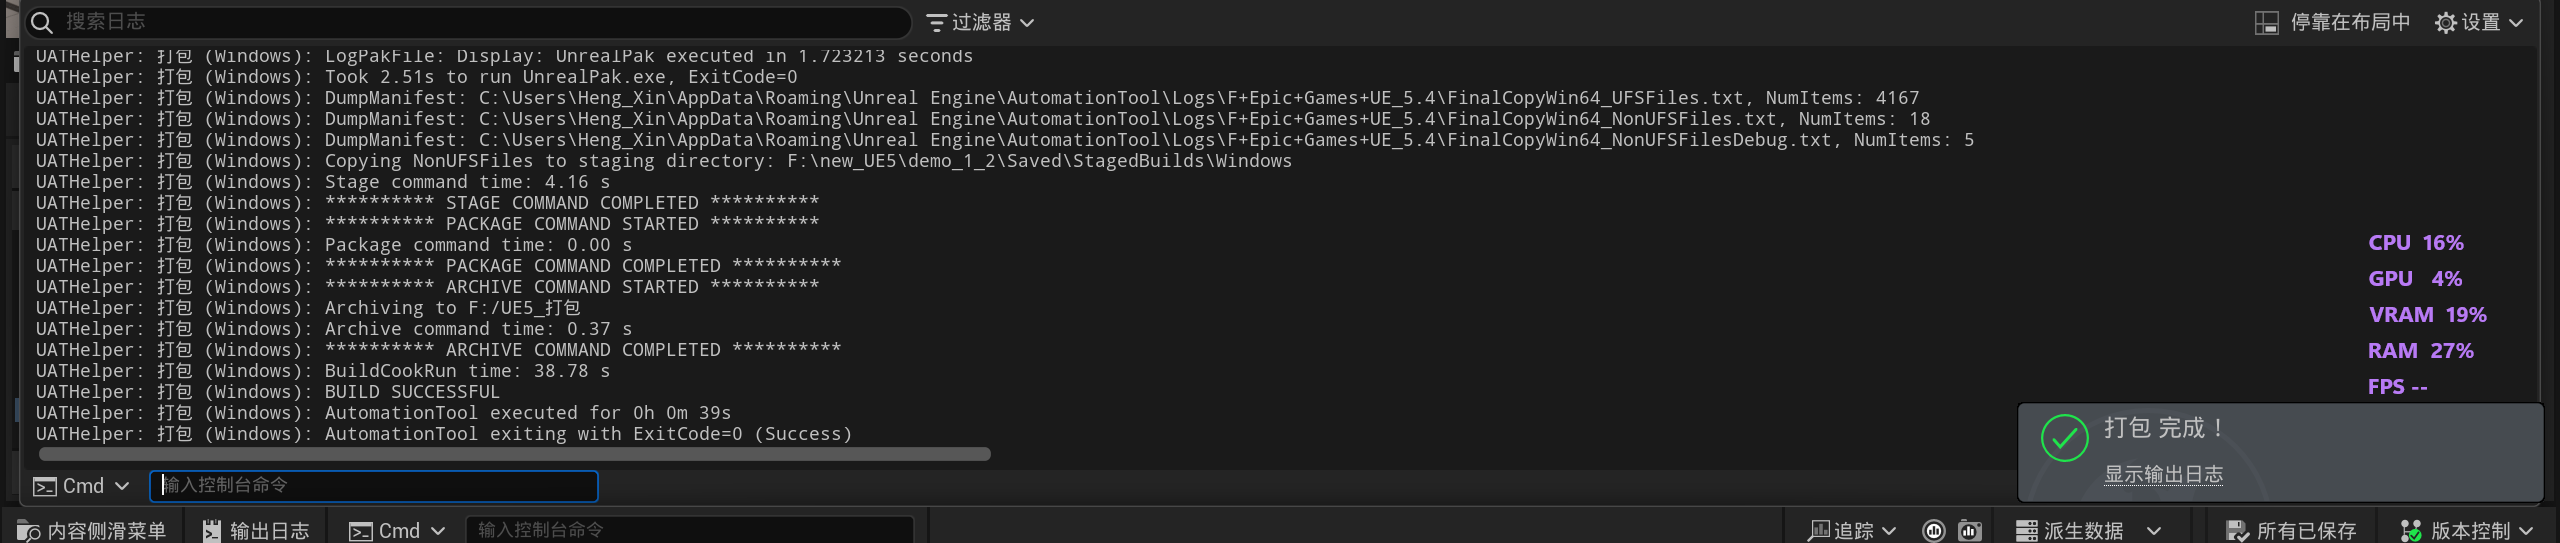 搜索日志
过滤器
停靠在布局中
设置
UATHelper: 打包 (Windows): LogPakFile: Display: UnrealPak executed in 1.723213 seconds
UATHelper: 打包 (Windows): Took 2.51s to run UnrealPak.exe, ExitCode=0
UATHelper: 打包 (Windows): DumpManifest: C:\Users\Heng_Xin\AppData\Roaming\Unreal Engine\AutomationTool\Logs\F+Epic+Games+UE_5.4\FinalCopyWin64_UFSFiles.txt, NumItems: 4167
UATHelper: 打包 (Windows): DumpManifest: C:\Users\Heng_Xin\AppData\Roaming\Unreal Engine\AutomationTool\Logs\F+Epic+Games+UE_5.4\FinalCopyWin64_NonUFSFiles.txt, NumItems: 18
UATHelper: 打包 (Windows): DumpManifest: C:\Users\Heng_Xin\AppData\Roaming\Unreal Engine\AutomationTool\Logs\F+Epic+Games+UE_5.4\FinalCopyWin64_NonUFSFilesDebug.txt, NumItems: 5
UATHelper: 打包 (Windows): Copying NonUFSFiles to staging directory: F:\new_UE5\demo_1_2\Saved\StagedBuilds\Windows
UATHelper: 打包 (Windows): Stage command time: 4.16 s
UATHelper: 打包 (Windows): ********** STAGE COMMAND COMPLETED **********
UATHelper: 打包 (Windows): ********** PACKAGE COMMAND STARTED **********
UATHelper: 打包 (Windows): Package command time: 0.00 s
UATHelper: 打包 (Windows): ********** PACKAGE COMMAND COMPLETED **********
UATHelper: 打包 (Windows): ********** ARCHIVE COMMAND STARTED **********
UATHelper: 打包 (Windows): Archiving to F:/UE5_打包
UATHelper: 打包 (Windows): Archive command time: 0.37 s
UATHelper: 打包 (Windows): ********** ARCHIVE COMMAND COMPLETED **********
UATHelper: 打包 (Windows): BuildCookRun time: 38.78 s
UATHelper: 打包 (Windows): BUILD SUCCESSFUL
UATHelper: 打包 (Windows): AutomationTool executed for 0h 0m 39s
UATHelper: 打包 (Windows): AutomationTool exiting with ExitCode=0 (Success)
CPU 16%
GPU 4%
VRAM 19%
RAM 27%
FPS --
打包 完成！
显示输出日志
Cmd
输入控制台命令
内容侧滑菜单
输出日志
Cmd
输入控制台命令
追踪
派生数据
所有已保存
版本控制